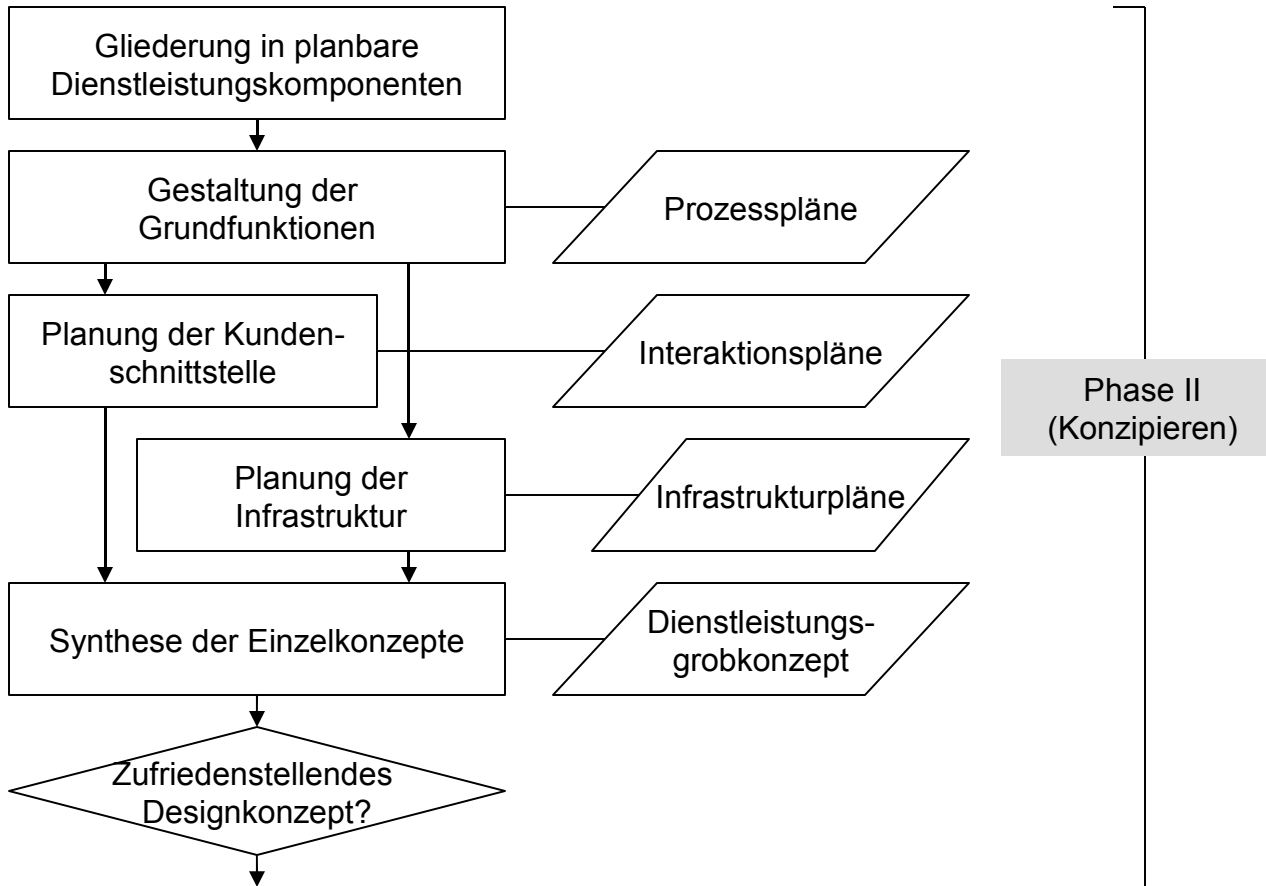 Gliederung in planbare
Dienstleistungskomponenten
Gestaltung der
Grundfunktionen
Prozesspläne
Planung der Kunden-
schnittstelle
Interaktionspläne
Phase II
(Konzipieren)
Planung der
Infrastruktur
Infrastrukturpläne
Synthese der Einzelkonzepte
Dienstleistungs-
grobkonzept
Zufriedenstellendes
Designkonzept?